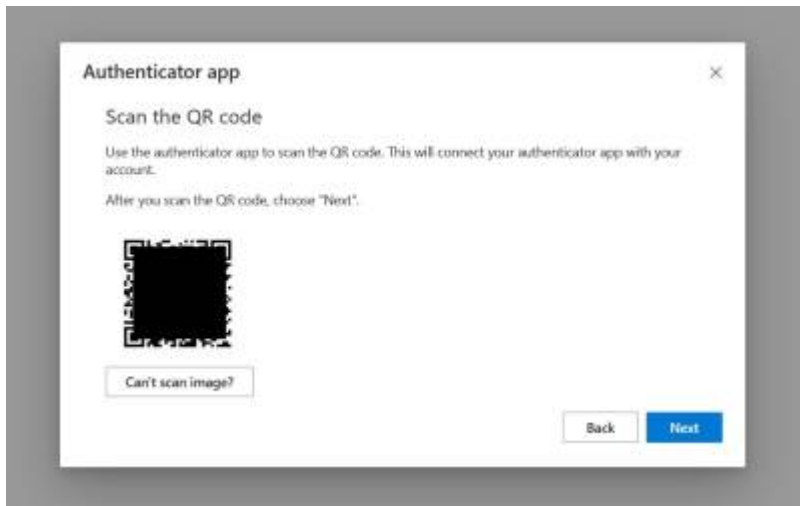 Authenticator app
Scan the QR code
Use the authenticator app to scan the QR code. This will connect your authenticator app with your
account.
After you scan the QR code, choose "Next".
Can't scan image?
Back
Next